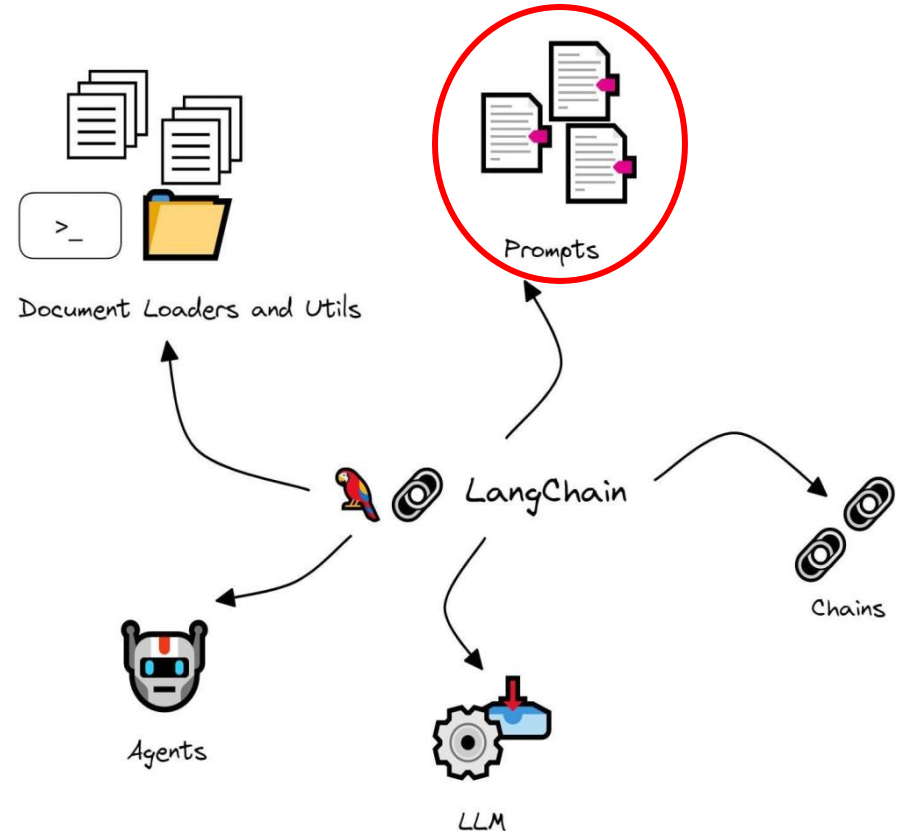 Prompts
>_
Document Loaders and Utils
LangChain
Chains
Agents
LLM